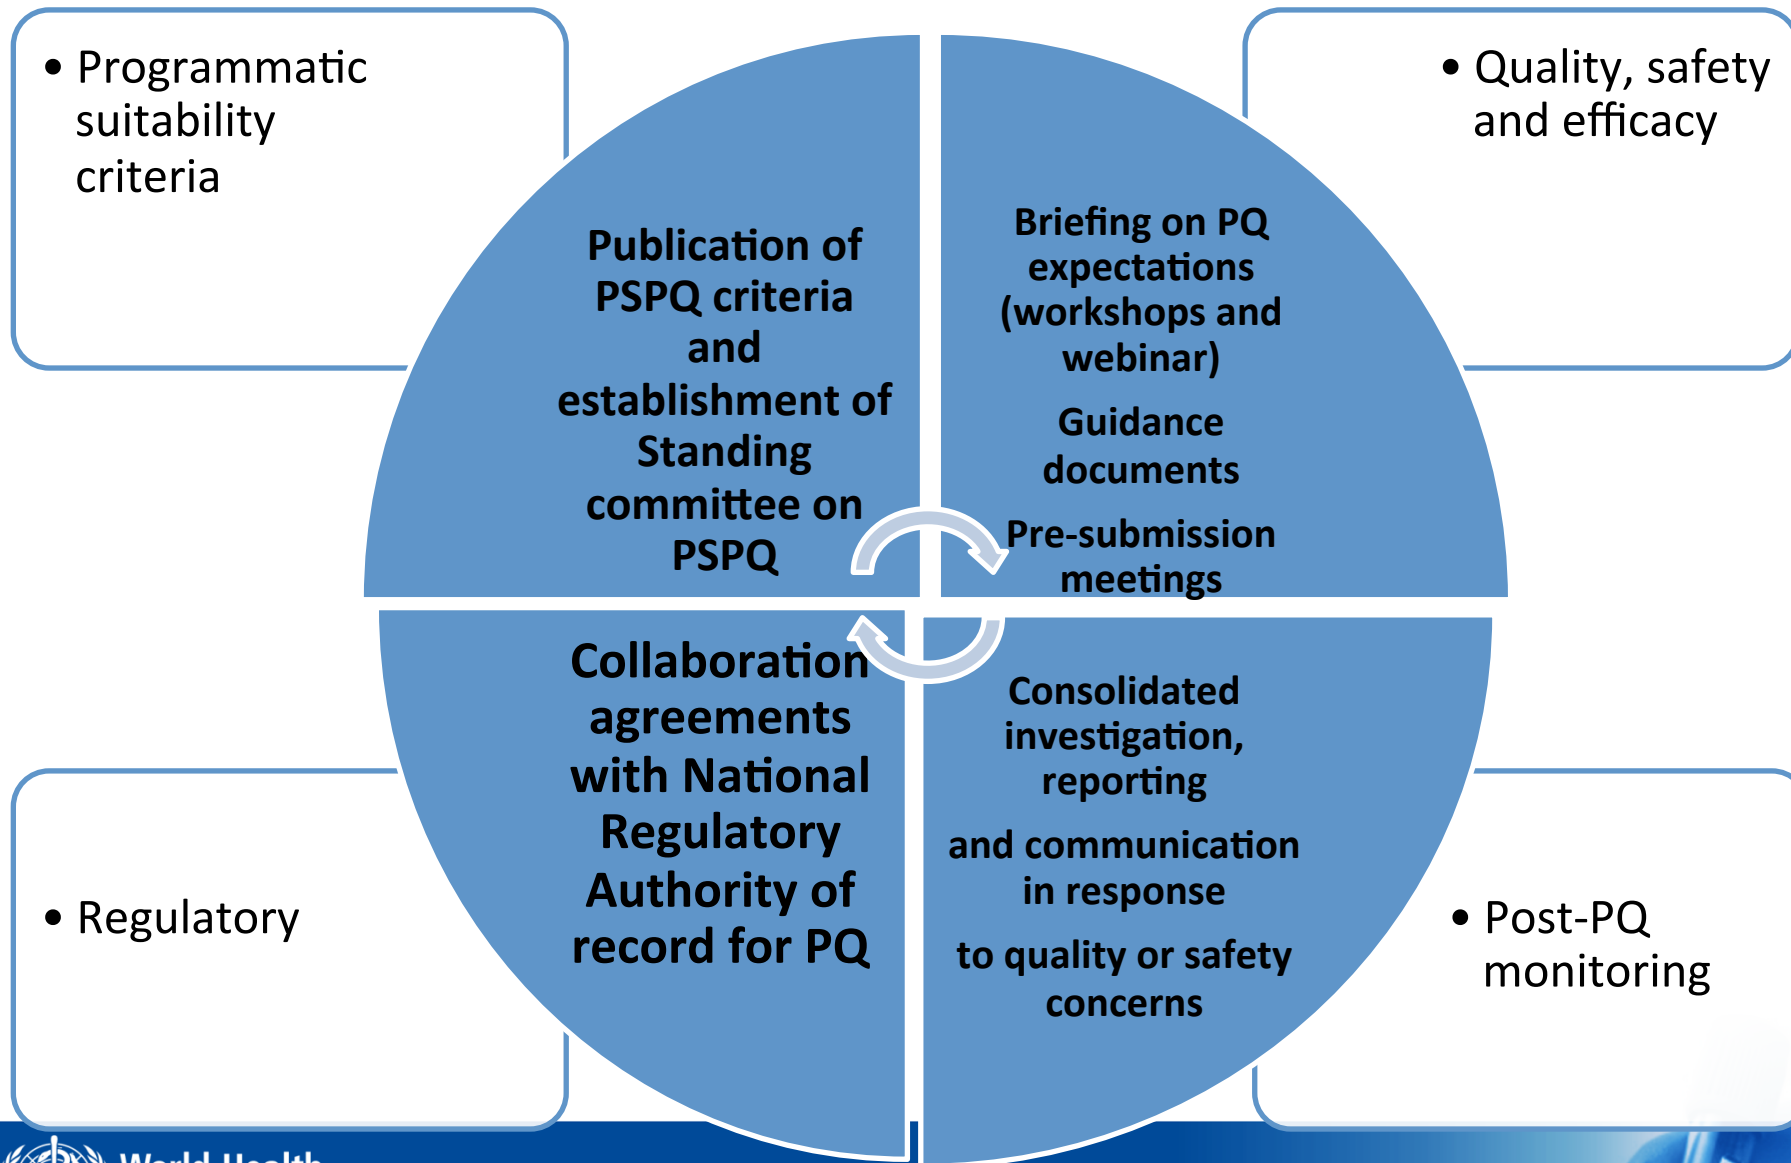 • Programmatic
suitability
criteria
• Quality, safety
and efficacy
Publication of
PSPQ criteria
and
establishment of
Standing
committee on
PSPQ
Briefing on PQ
expectations
(workshops and
webinar)
Guidance
documents
Pre-submission
meetings
Collaboration
agreements
with National
Regulatory
Authority of
record for PQ
Consolidated
investigation,
reporting
and communication
in response
to quality or safety
concerns
• Regulatory
• Post-PQ
monitoring
World Health